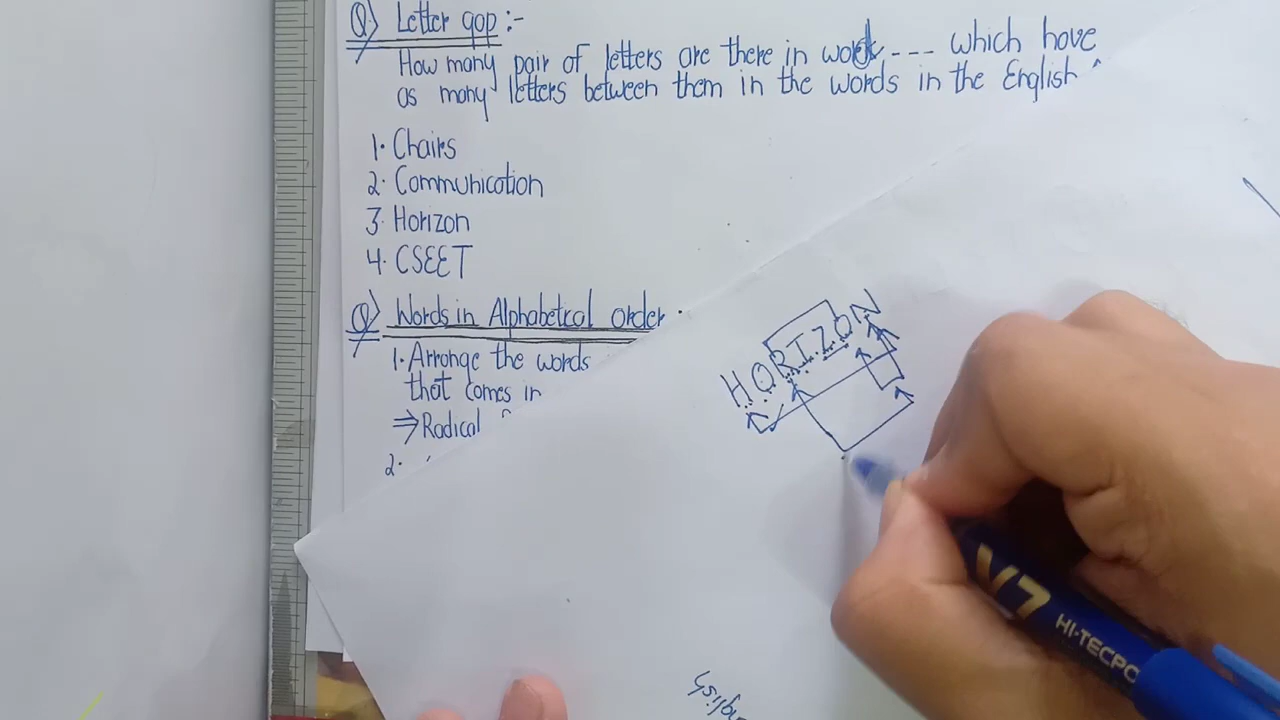 Q) Letter gap :-
How many pair of letters are there in word --- which have
as many letters between them in the words in the English
1. Chairs
2. Communication
3. Horizon
4. CSEET
Q) Words in Alphabetical order
1. Arrange the words
that comes in
⇒ Radical
2.
HORIZON
V7
HI-TECPO